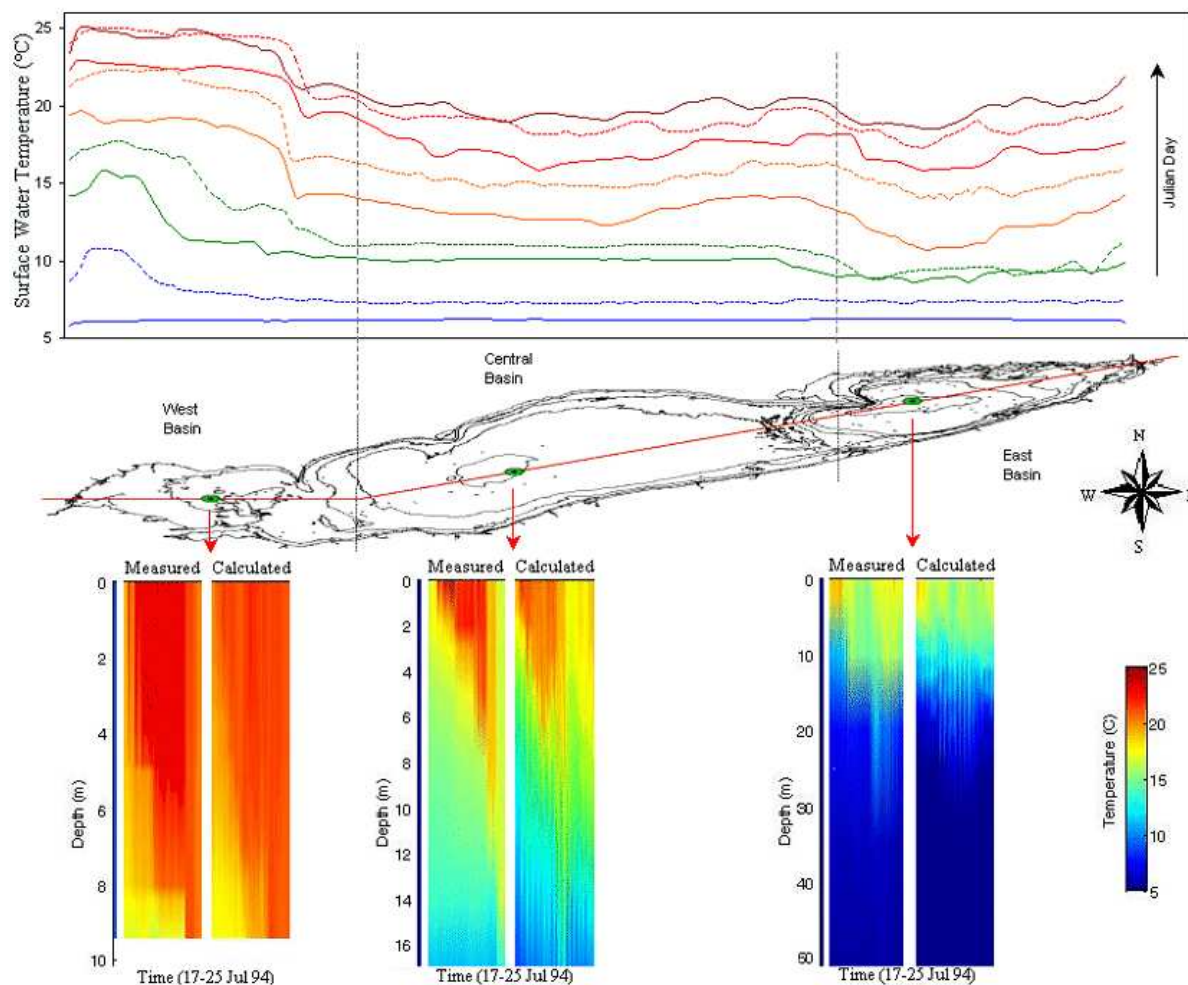 Surface Water Temperature (°C)
25
20
15
10
5
Julian Day
Central
Basin
West
Basin
East
Basin
N
W
S
Measured Calculated
Measured Calculated
Measured Calculated
0
2
4
6
8
10
Depth (m)
Time (17-25 Jul 94)
0
2
4
6
8
10
12
14
16
Depth (m)
Time (17-25 Jul 94)
0
10
20
30
40
50
60
Depth (m)
Time (17-25 Jul 94)
25
20
15
10
5
Temperature (C)